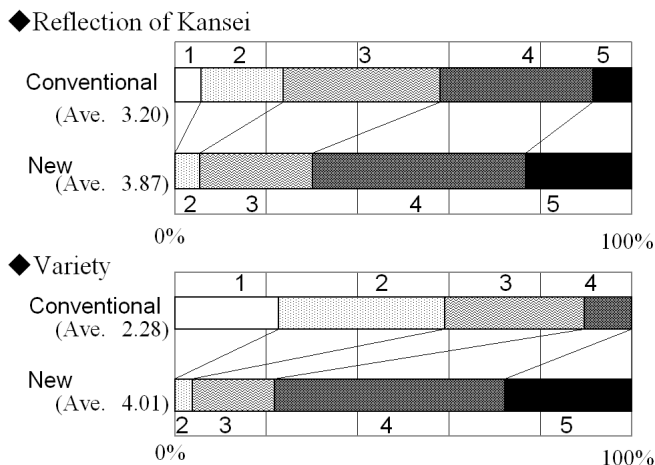 ◆Reflection of Kansei
1 2 3 4 5
Conventional
(Ave. 3.20)
New
(Ave. 3.87)
2 3 4 5
0% 100%
◆Variety
1 2 3 4
Conventional
(Ave. 2.28)
New
(Ave. 4.01)
2 3 4 5
0% 100%